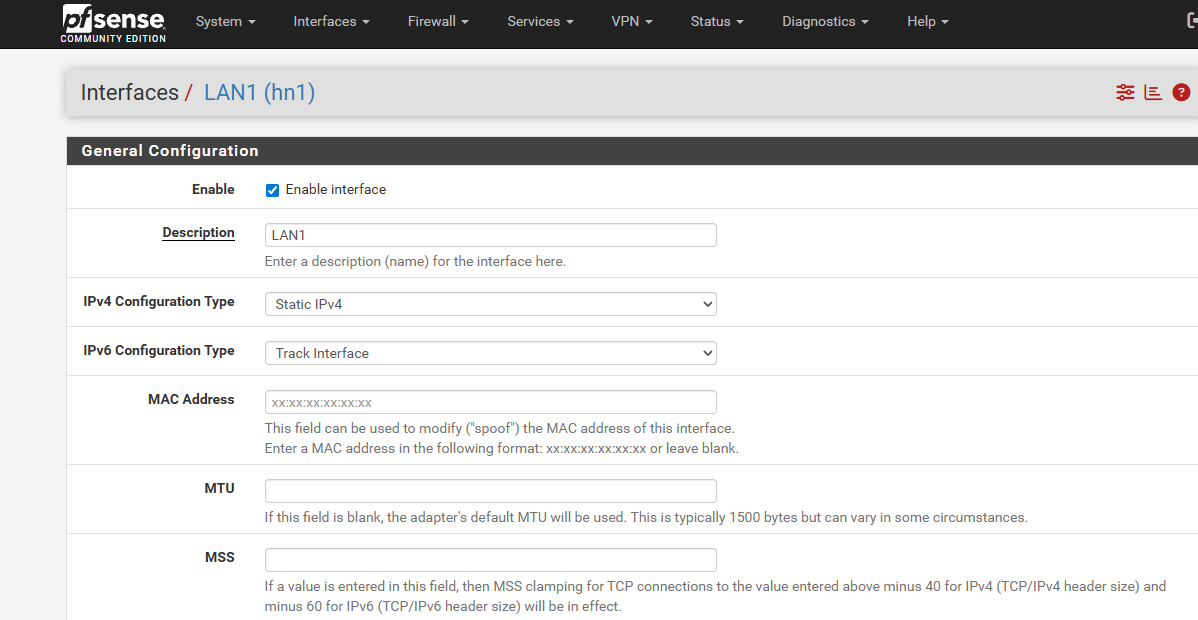 pfsense
COMMUNITY EDITION
System Interfaces Firewall Services VPN Status Diagnostics Help
Interfaces / LAN1 (hn1)
?
General Configuration
Enable Enable interface
Description LAN1
Enter a description (name) for the interface here.
IPv4 Configuration Type Static IPv4
IPv6 Configuration Type Track Interface
MAC Address xx:xx:xx:xx:xx:xx
This field can be used to modify ("spoof") the MAC address of this interface.
Enter a MAC address in the following format: xx:xx:xx:xx:xx:xx or leave blank.
MTU
If this field is blank, the adapter's default MTU will be used. This is typically 1500 bytes but can vary in some circumstances.
MSS
If a value is entered in this field, then MSS clamping for TCP connections to the value entered above minus 40 for IPv4 (TCP/IPv4 header size) and
minus 60 for IPv6 (TCP/IPv6 header size) will be in effect.